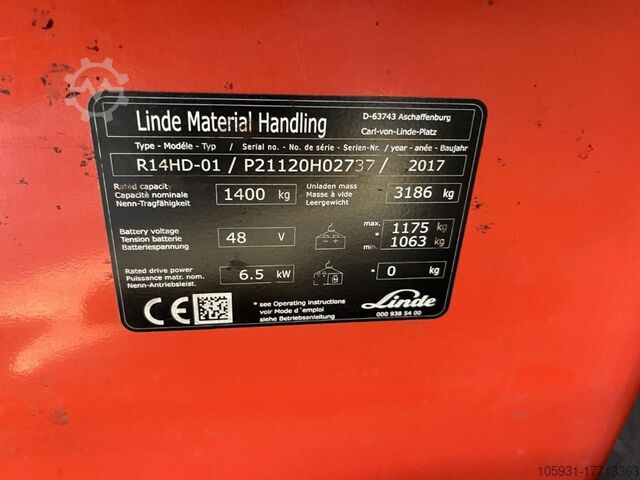 Linde Material Handling
D-63743 Aschaffenburg
Carl-von-Linde-Platz
Type - Modéle - Typ / Serial no. - No. de série - Serien-Nr. / year - anée - Baujahr
R14HD-01 / P21120H02737 / 2017
Rated capacity
Capacité nominale
Nenn-Tragfähigkeit
1400 kg
Unladen mass
Masse à vide
Leergewicht
3186 kg
Battery voltage
Tension batterie
Batteriespannung
48 V
max. 1175 kg
*
min. 1063 kg
Rated drive power
Puissance matr. nom.
Nenn-Antriebsleist.
6.5 kW
* 0 kg
CE
* see Operating instructions
voir Mode d´emploi
siehe Betriebsanleitung
Linde
000 938 54 00
105931-17713363